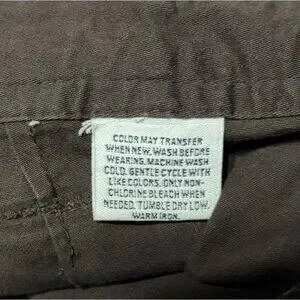 COLOR MAY TRANSFER
WHEN NEW, WASH BEFORE
WEARING. MACHINE WASH
COLD, GENTLE CYCLE WITH
LIKE COLORS. ONLY NON-
CHLORINE BLEACH WHEN
NEEDED. TUMBLE DRY LOW.
WARM IRON.